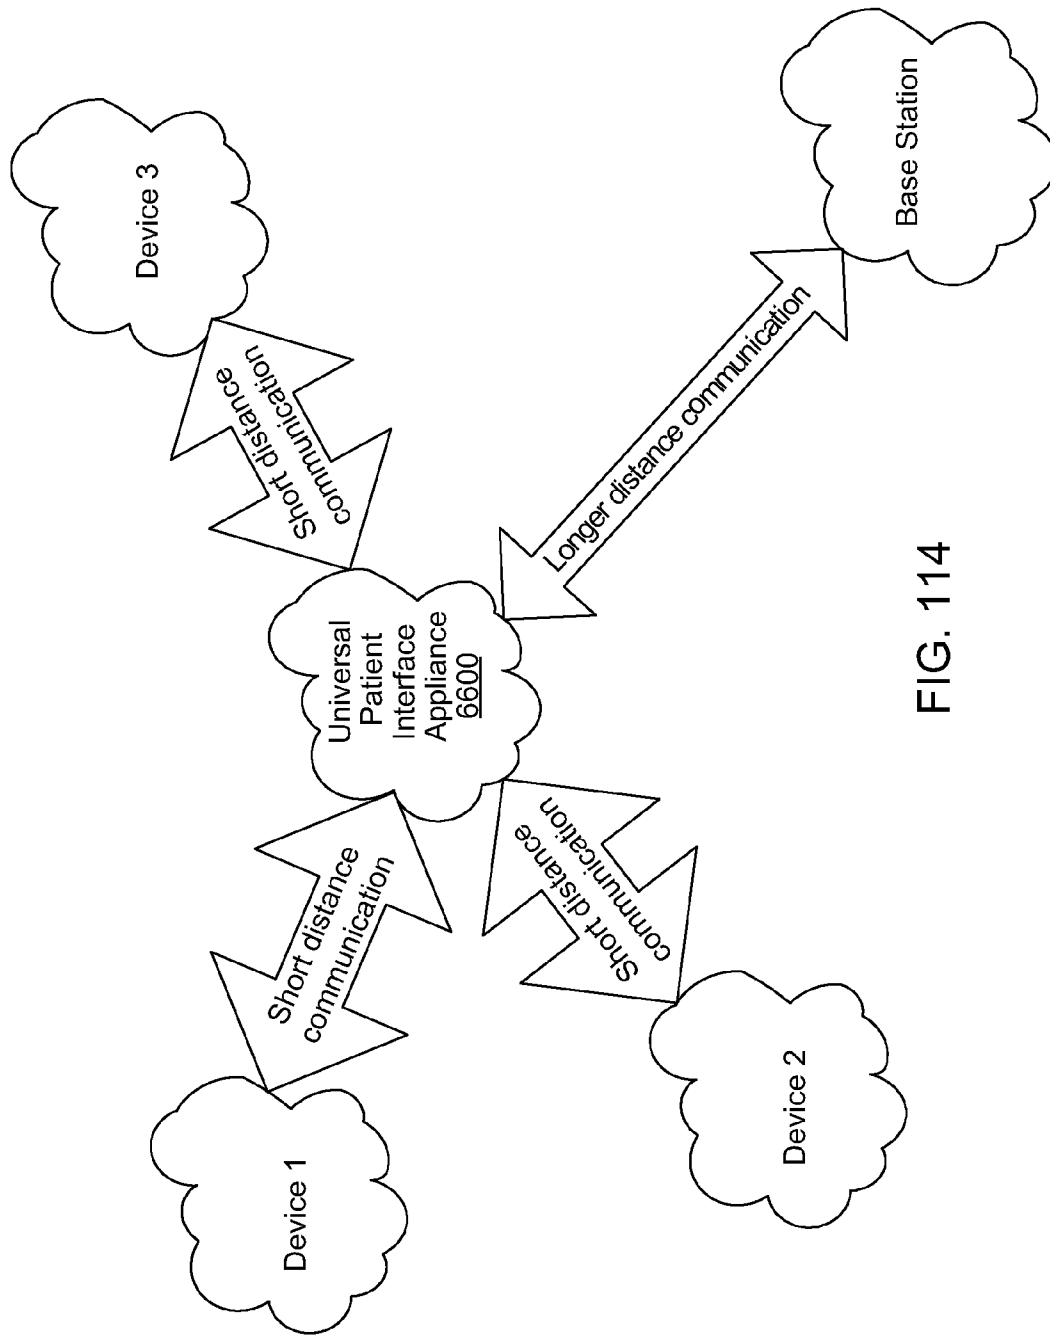 Device 1
Short distance
communication
Universal
Patient
Interface
Appliance
6600
Short distance
communication
Device 3
Device 2
Short distance
communication
Longer distance communication
Base Station
FIG. 114